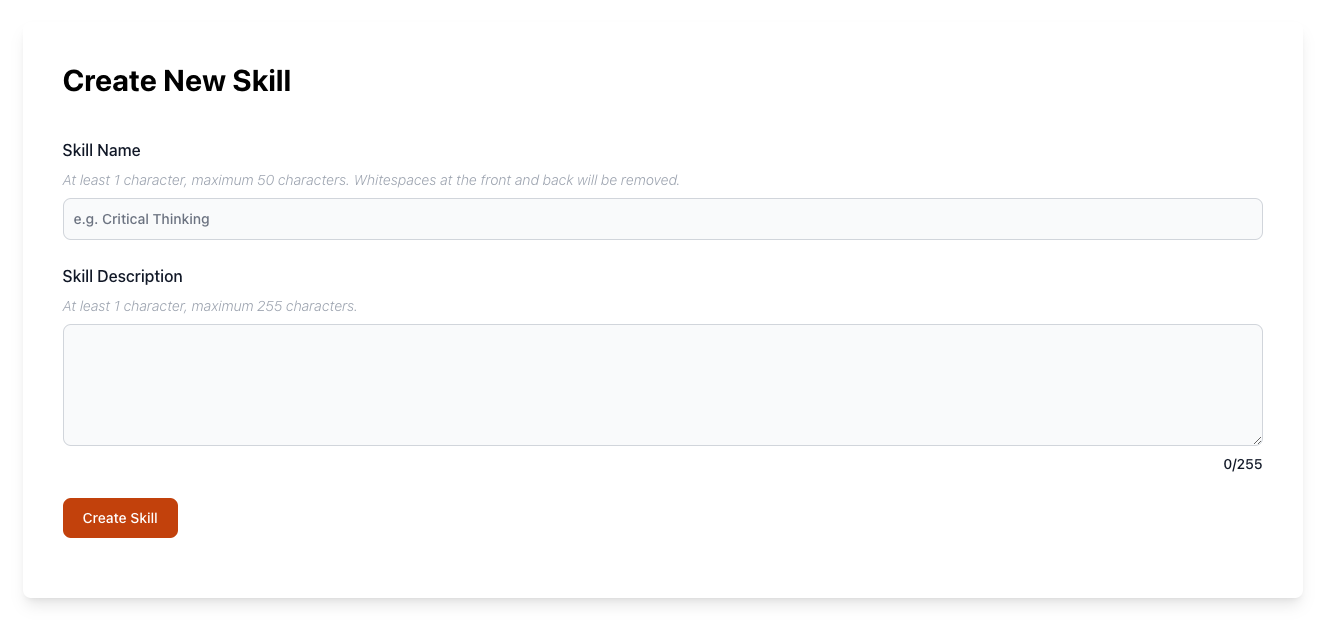 Create New Skill
Skill Name
At least 1 character, maximum 50 characters. Whitespaces at the front and back will be removed.
e.g. Critical Thinking
Skill Description
At least 1 character, maximum 255 characters.
0/255
Create Skill